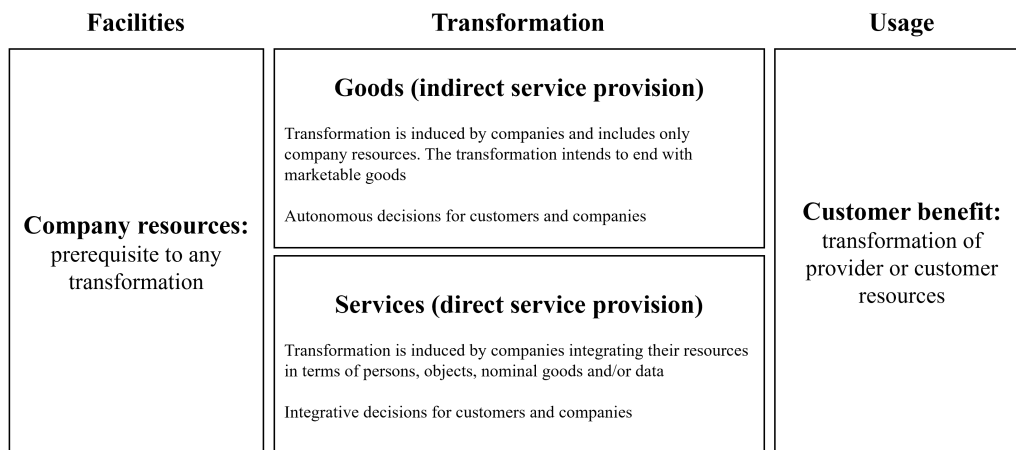 Facilities
Transformation
Usage
Company resources:
prerequisite to any
transformation
Goods (indirect service provision)
Transformation is induced by companies and includes only
company resources. The transformation intends to end with
marketable goods
Autonomous decisions for customers and companies
Services (direct service provision)
Transformation is induced by companies integrating their resources
in terms of persons, objects, nominal goods and/or data
Integrative decisions for customers and companies
Customer benefit:
transformation of
provider or customer
resources